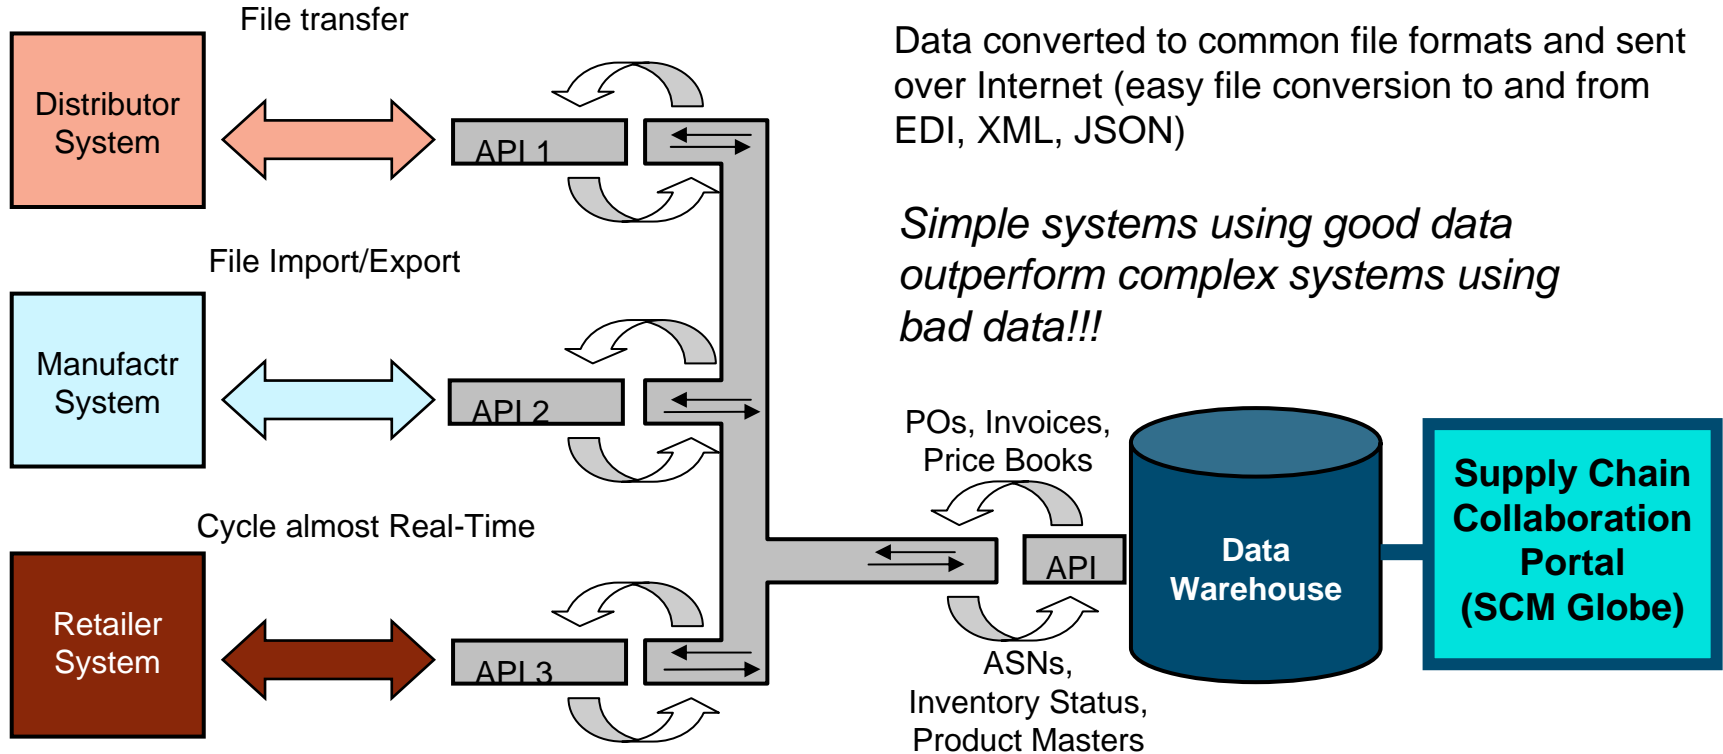 File transfer
Data converted to common file formats and sent
over Internet (easy file conversion to and from
EDI, XML, JSON)
Distributor
System
API 1
Simple systems using good data
outperform complex systems using
bad data!!!
File Import/Export
Manufactr
System
API 2
POs, Invoices,
Price Books
Supply Chain
Collaboration
Portal
(SCM Globe)
Cycle almost Real-Time
Data
Warehouse
API
Retailer
System
API 3
ASNs,
Inventory Status,
Product Masters